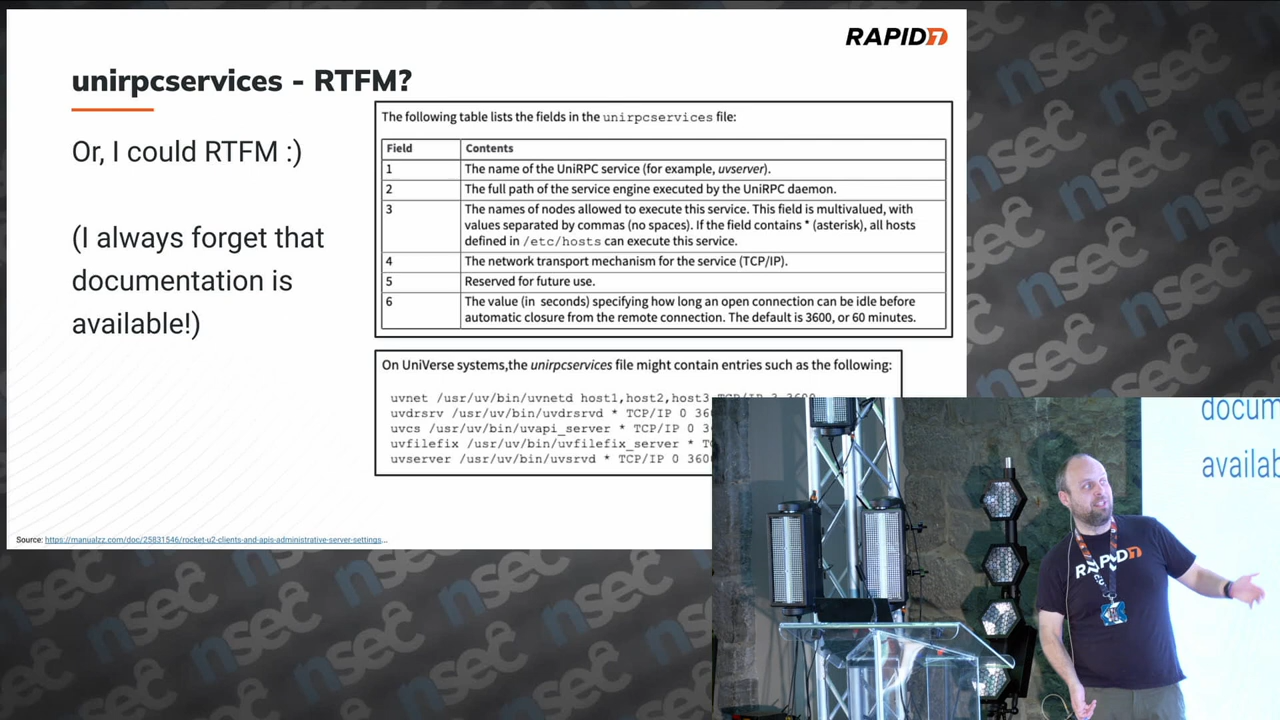 RAPID7
unirpcservices - RTFM?
Or, I could RTFM :)
(I always forget that
documentation is
available!)
The following table lists the fields in the unirpcservices file:
Field Contents
1 The name of the UniRPC service (for example, uvserver).
2 The full path of the service engine executed by the UniRPC daemon.
3 The names of nodes allowed to execute this service. This field is multivalued, with
values separated by commas (no spaces). If the field contains * (asterisk), all hosts
defined in /etc/hosts can execute this service.
4 The network transport mechanism for the service (TCP/IP).
5 Reserved for future use.
6 The value (in seconds) specifying how long an open connection can be idle before
automatic closure from the remote connection. The default is 3600, or 60 minutes.
On UniVerse systems,the unirpcservices file might contain entries such as the following:
uvnet /usr/uv/bin/uvnetd host1,host2,host3 TCP/IP 3 3600
uvdrsrv /usr/uv/bin/uvdrsrvd * TCP/IP 0 360
uvcs /usr/uv/bin/uvapi_server * TCP/IP 0 3
uvfilefix /usr/uv/bin/uvfilefix_server * T
uvserver /usr/uv/bin/uvsrvd * TCP/IP 0 3600
Source: https://manualzz.com/doc/25831546/rocket-u2-clients-and-apis-administrative-server-settings...
docum
availab
RAPID7
nsec
nsec
nsec
nsec
nsec
nsec